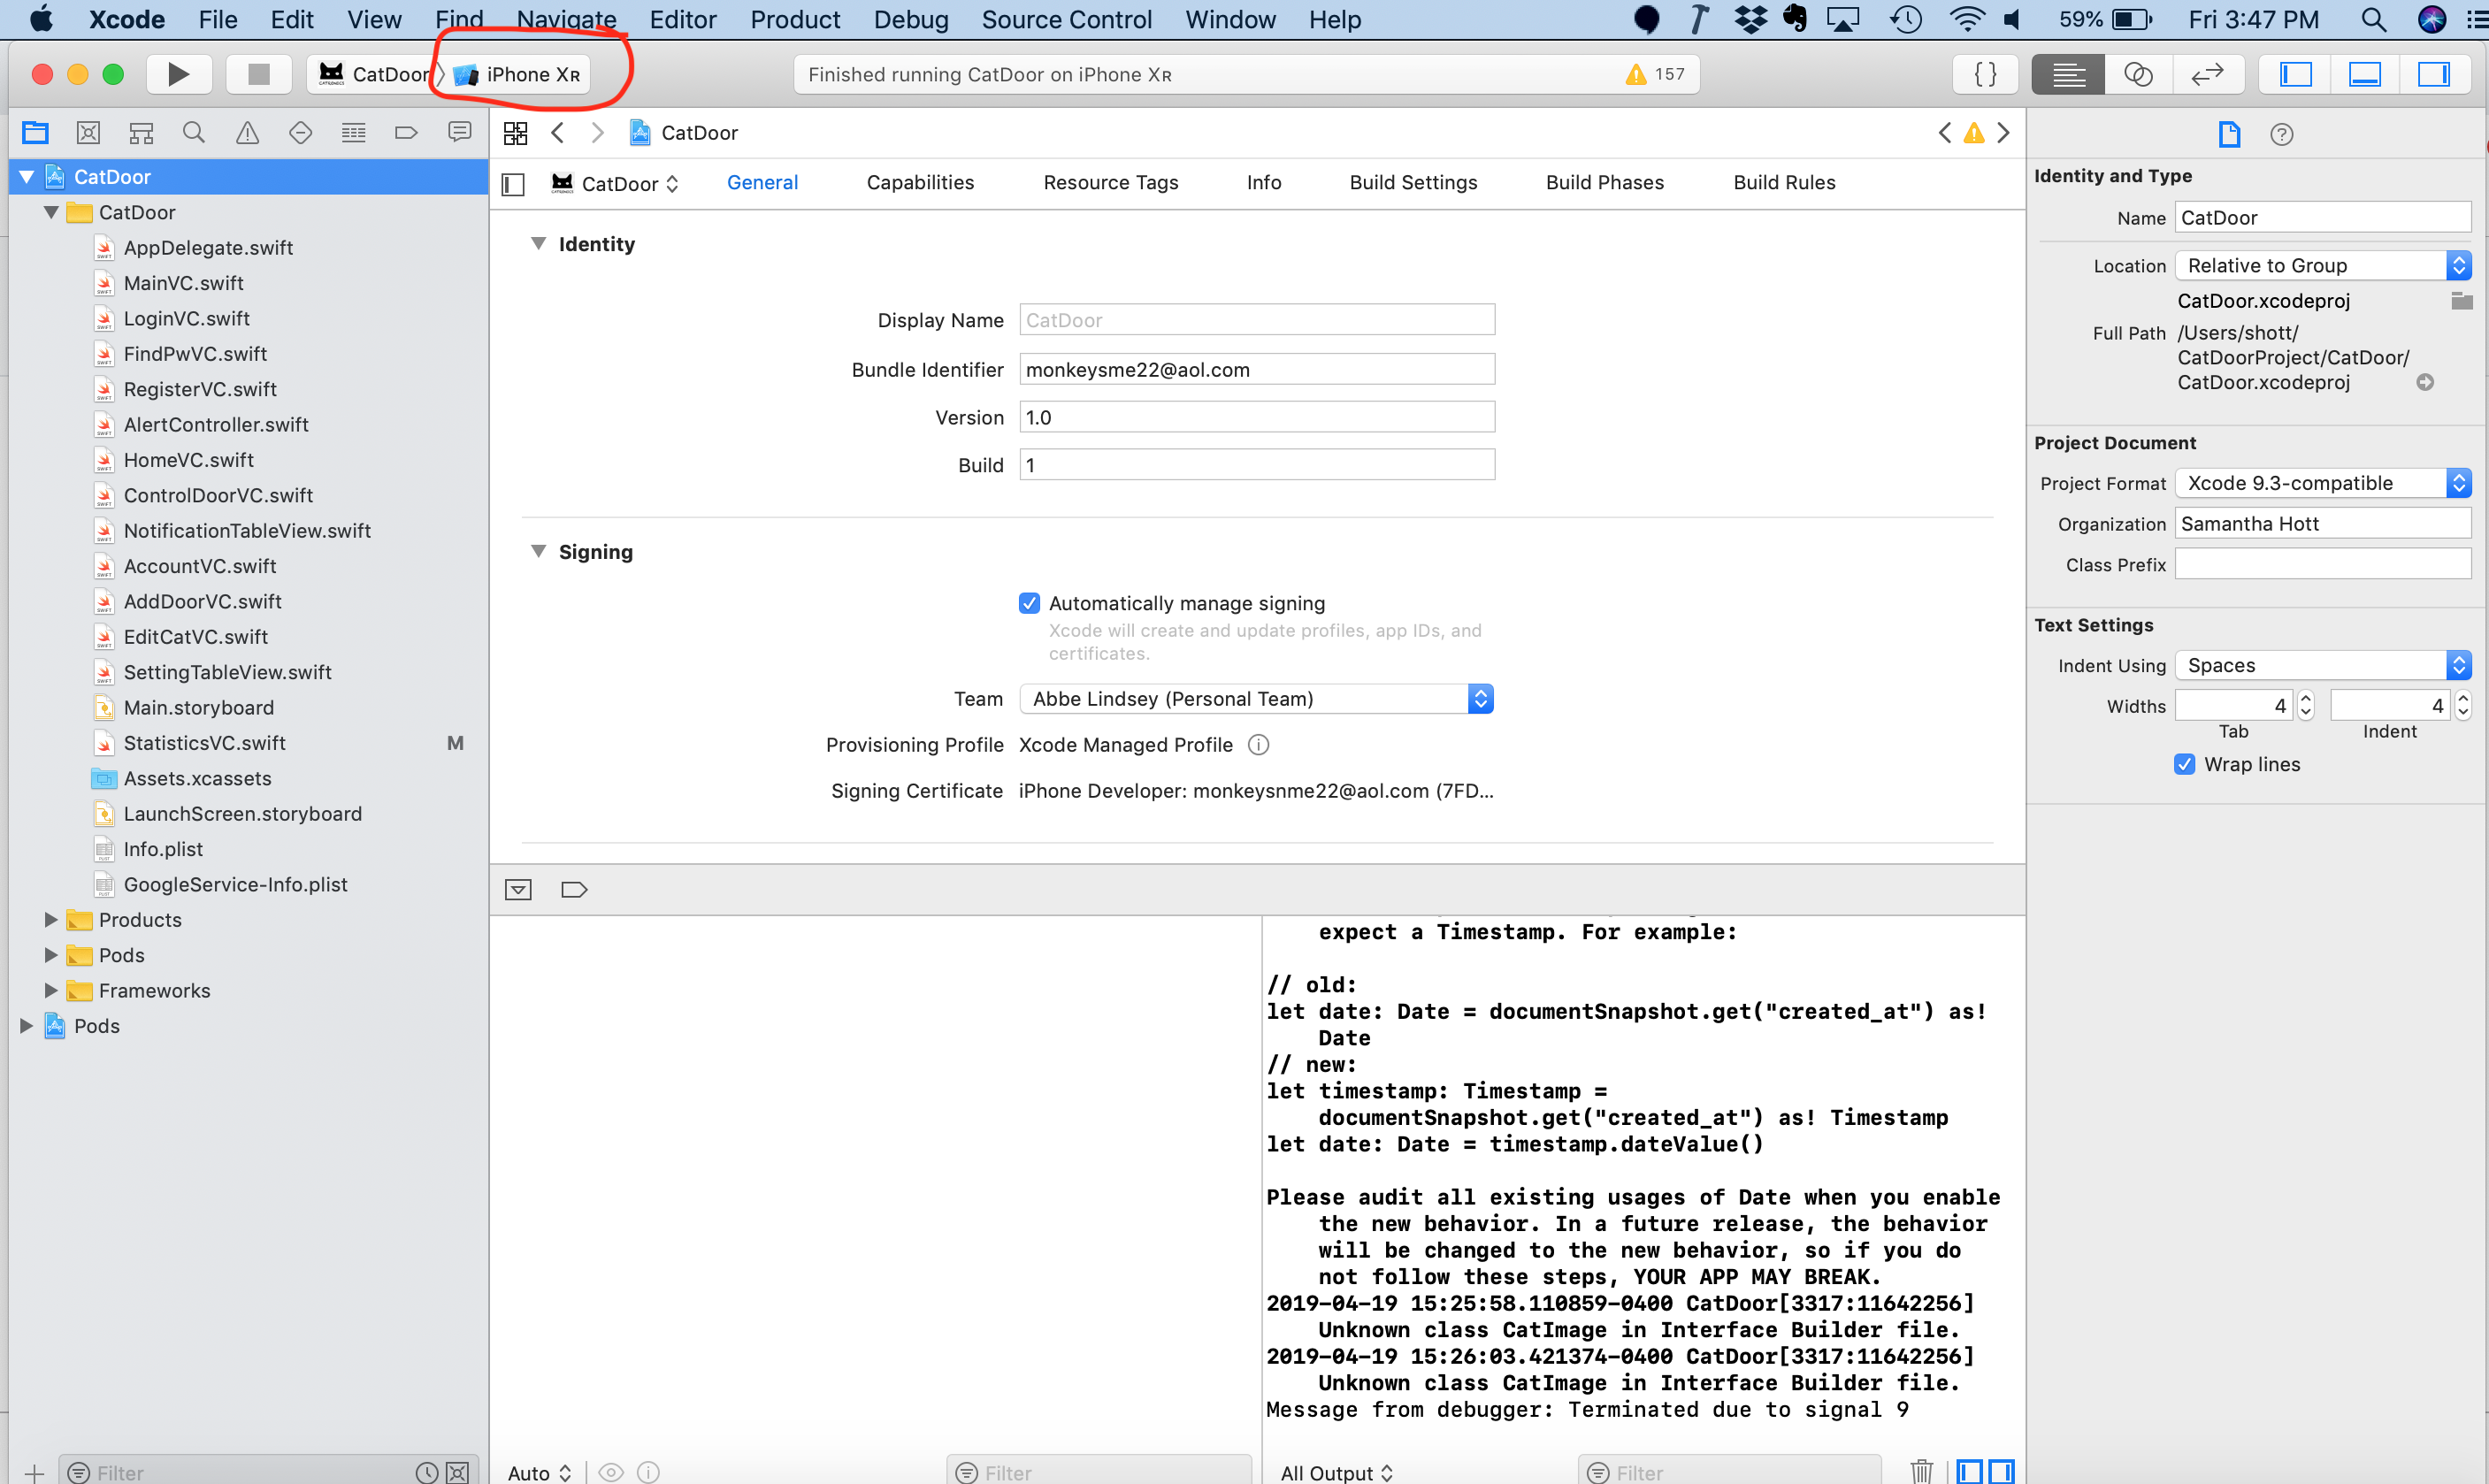 Xcode File Edit View Find Navigate Editor Product Debug Source Control Window Help 59% Fri 3:47 PM
CatDoor iPhone XR
Finished running CatDoor on iPhone XR 157
{ }
CatDoor
CatDoor
AppDelegate.swift
MainVC.swift
LoginVC.swift
FindPwVC.swift
RegisterVC.swift
AlertController.swift
HomeVC.swift
ControlDoorVC.swift
NotificationTableView.swift
AccountVC.swift
AddDoorVC.swift
EditCatVC.swift
SettingTableView.swift
Main.storyboard
StatisticsVC.swift M
Assets.xcassets
LaunchScreen.storyboard
Info.plist
GoogleService-Info.plist
Products
Pods
Frameworks
Pods
Filter
CatDoor
CatDoor General Capabilities Resource Tags Info Build Settings Build Phases Build Rules
Identity
Display Name CatDoor
Bundle Identifier monkeysme22@aol.com
Version 1.0
Build 1
Signing
Automatically manage signing
Xcode will create and update profiles, app IDs, and
certificates.
Team Abbe Lindsey (Personal Team)
Provisioning Profile Xcode Managed Profile
Signing Certificate iPhone Developer: monkeysnme22@aol.com (7FD...
Auto
Filter
expect a Timestamp. For example:
// old:
let date: Date = documentSnapshot.get("created_at") as!
Date
// new:
let timestamp: Timestamp =
documentSnapshot.get("created_at") as! Timestamp
let date: Date = timestamp.dateValue()
Please audit all existing usages of Date when you enable
the new behavior. In a future release, the behavior
will be changed to the new behavior, so if you do
not follow these steps, YOUR APP MAY BREAK.
2019-04-19 15:25:58.110859-0400 CatDoor[3317:11642256]
Unknown class CatImage in Interface Builder file.
2019-04-19 15:26:03.421374-0400 CatDoor[3317:11642256]
Unknown class CatImage in Interface Builder file.
Message from debugger: Terminated due to signal 9
All Output
Filter
Identity and Type
Name CatDoor
Location Relative to Group
CatDoor.xcodeproj
Full Path /Users/shott/
CatDoorProject/CatDoor/
CatDoor.xcodeproj
Project Document
Project Format Xcode 9.3-compatible
Organization Samantha Hott
Class Prefix
Text Settings
Indent Using Spaces
Widths 4 4
Tab Indent
Wrap lines